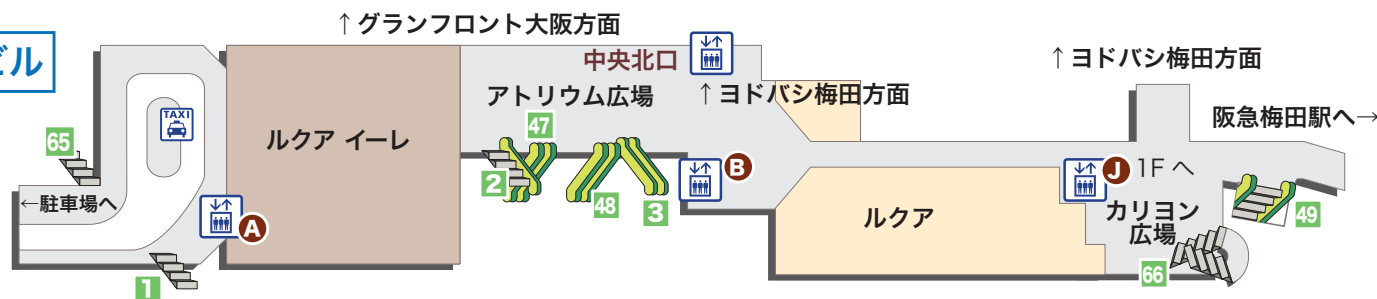 ビル
↑グランフロント大阪方面
中央北口
↑ヨドバシ梅田方面
アトリウム広場
↑ヨドバシ梅田方面
阪急梅田駅へ→
TAXI
65
ルクア イーレ
47
2
48
3
B
J
1Fへ
←駐車場へ
A
1
ルクア
カリヨン
広場
49
66